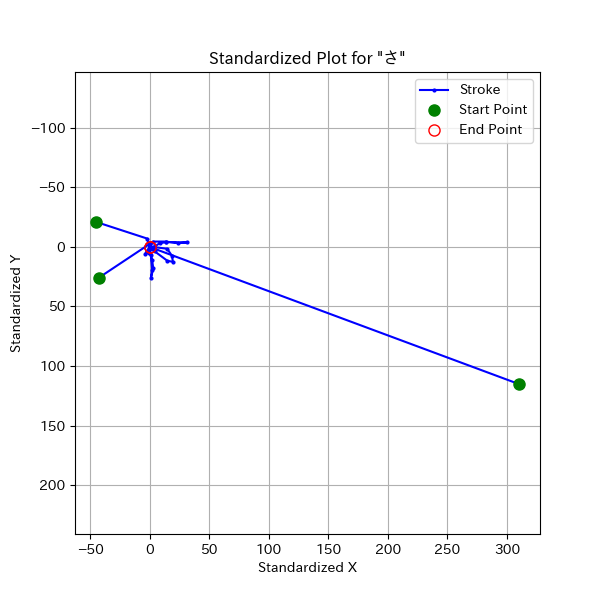 Standardized Plot for "さ"
Stroke
Start Point
End Point
Standardized Y
−100
−50
0
50
100
150
200
−50 0 50 100 150 200 250 300
Standardized X